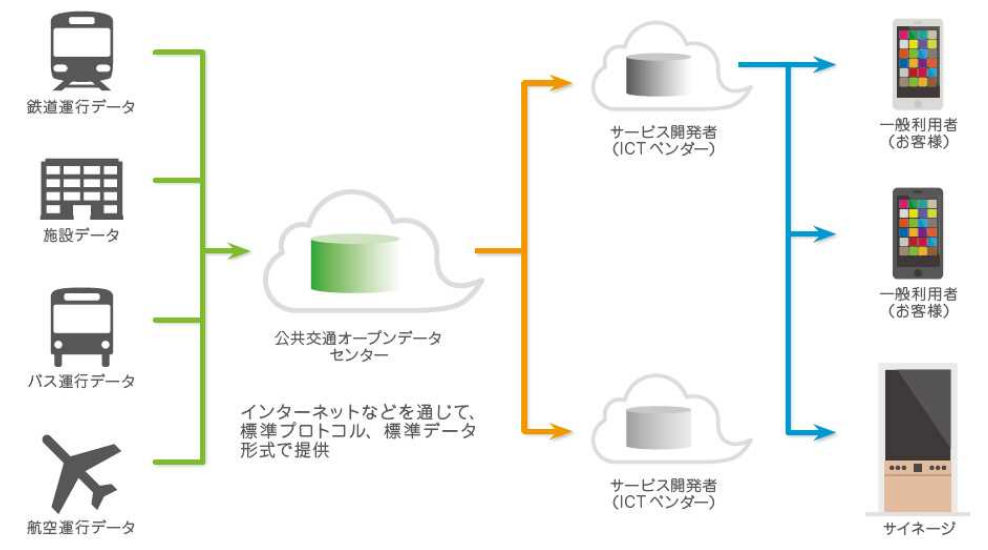 鉄道運行データ
施設データ
バス運行データ
航空運行データ
公共交通オープンデータ
センター
インターネットなどを通じて、
標準プロトコル、標準データ
形式で提供
サービス開発者
(ICTベンダー)
サービス開発者
(ICTベンダー)
一般利用者
(お客様)
一般利用者
(お客様)
サイネージ